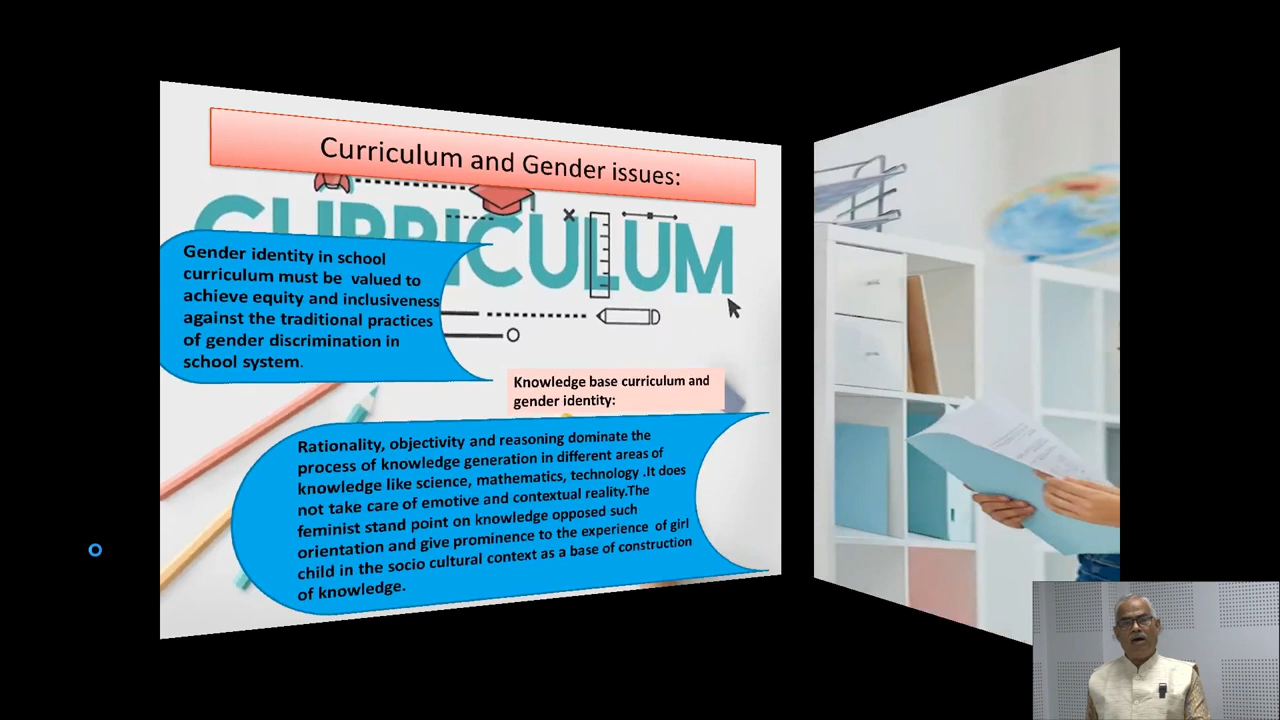 Curriculum and Gender issues:
CURRICULUM
Gender identity in school
curriculum must be valued to
achieve equity and inclusiveness
against the traditional practices
of gender discrimination in
school system.
Knowledge base curriculum and
gender identity:
Rationality, objectivity and reasoning dominate the
process of knowledge generation in different areas of
knowledge like science, mathematics, technology .It does
not take care of emotive and contextual reality.The
feminist stand point on knowledge opposed such
orientation and give prominence to the experience of girl
child in the socio cultural context as a base of construction
of knowledge.